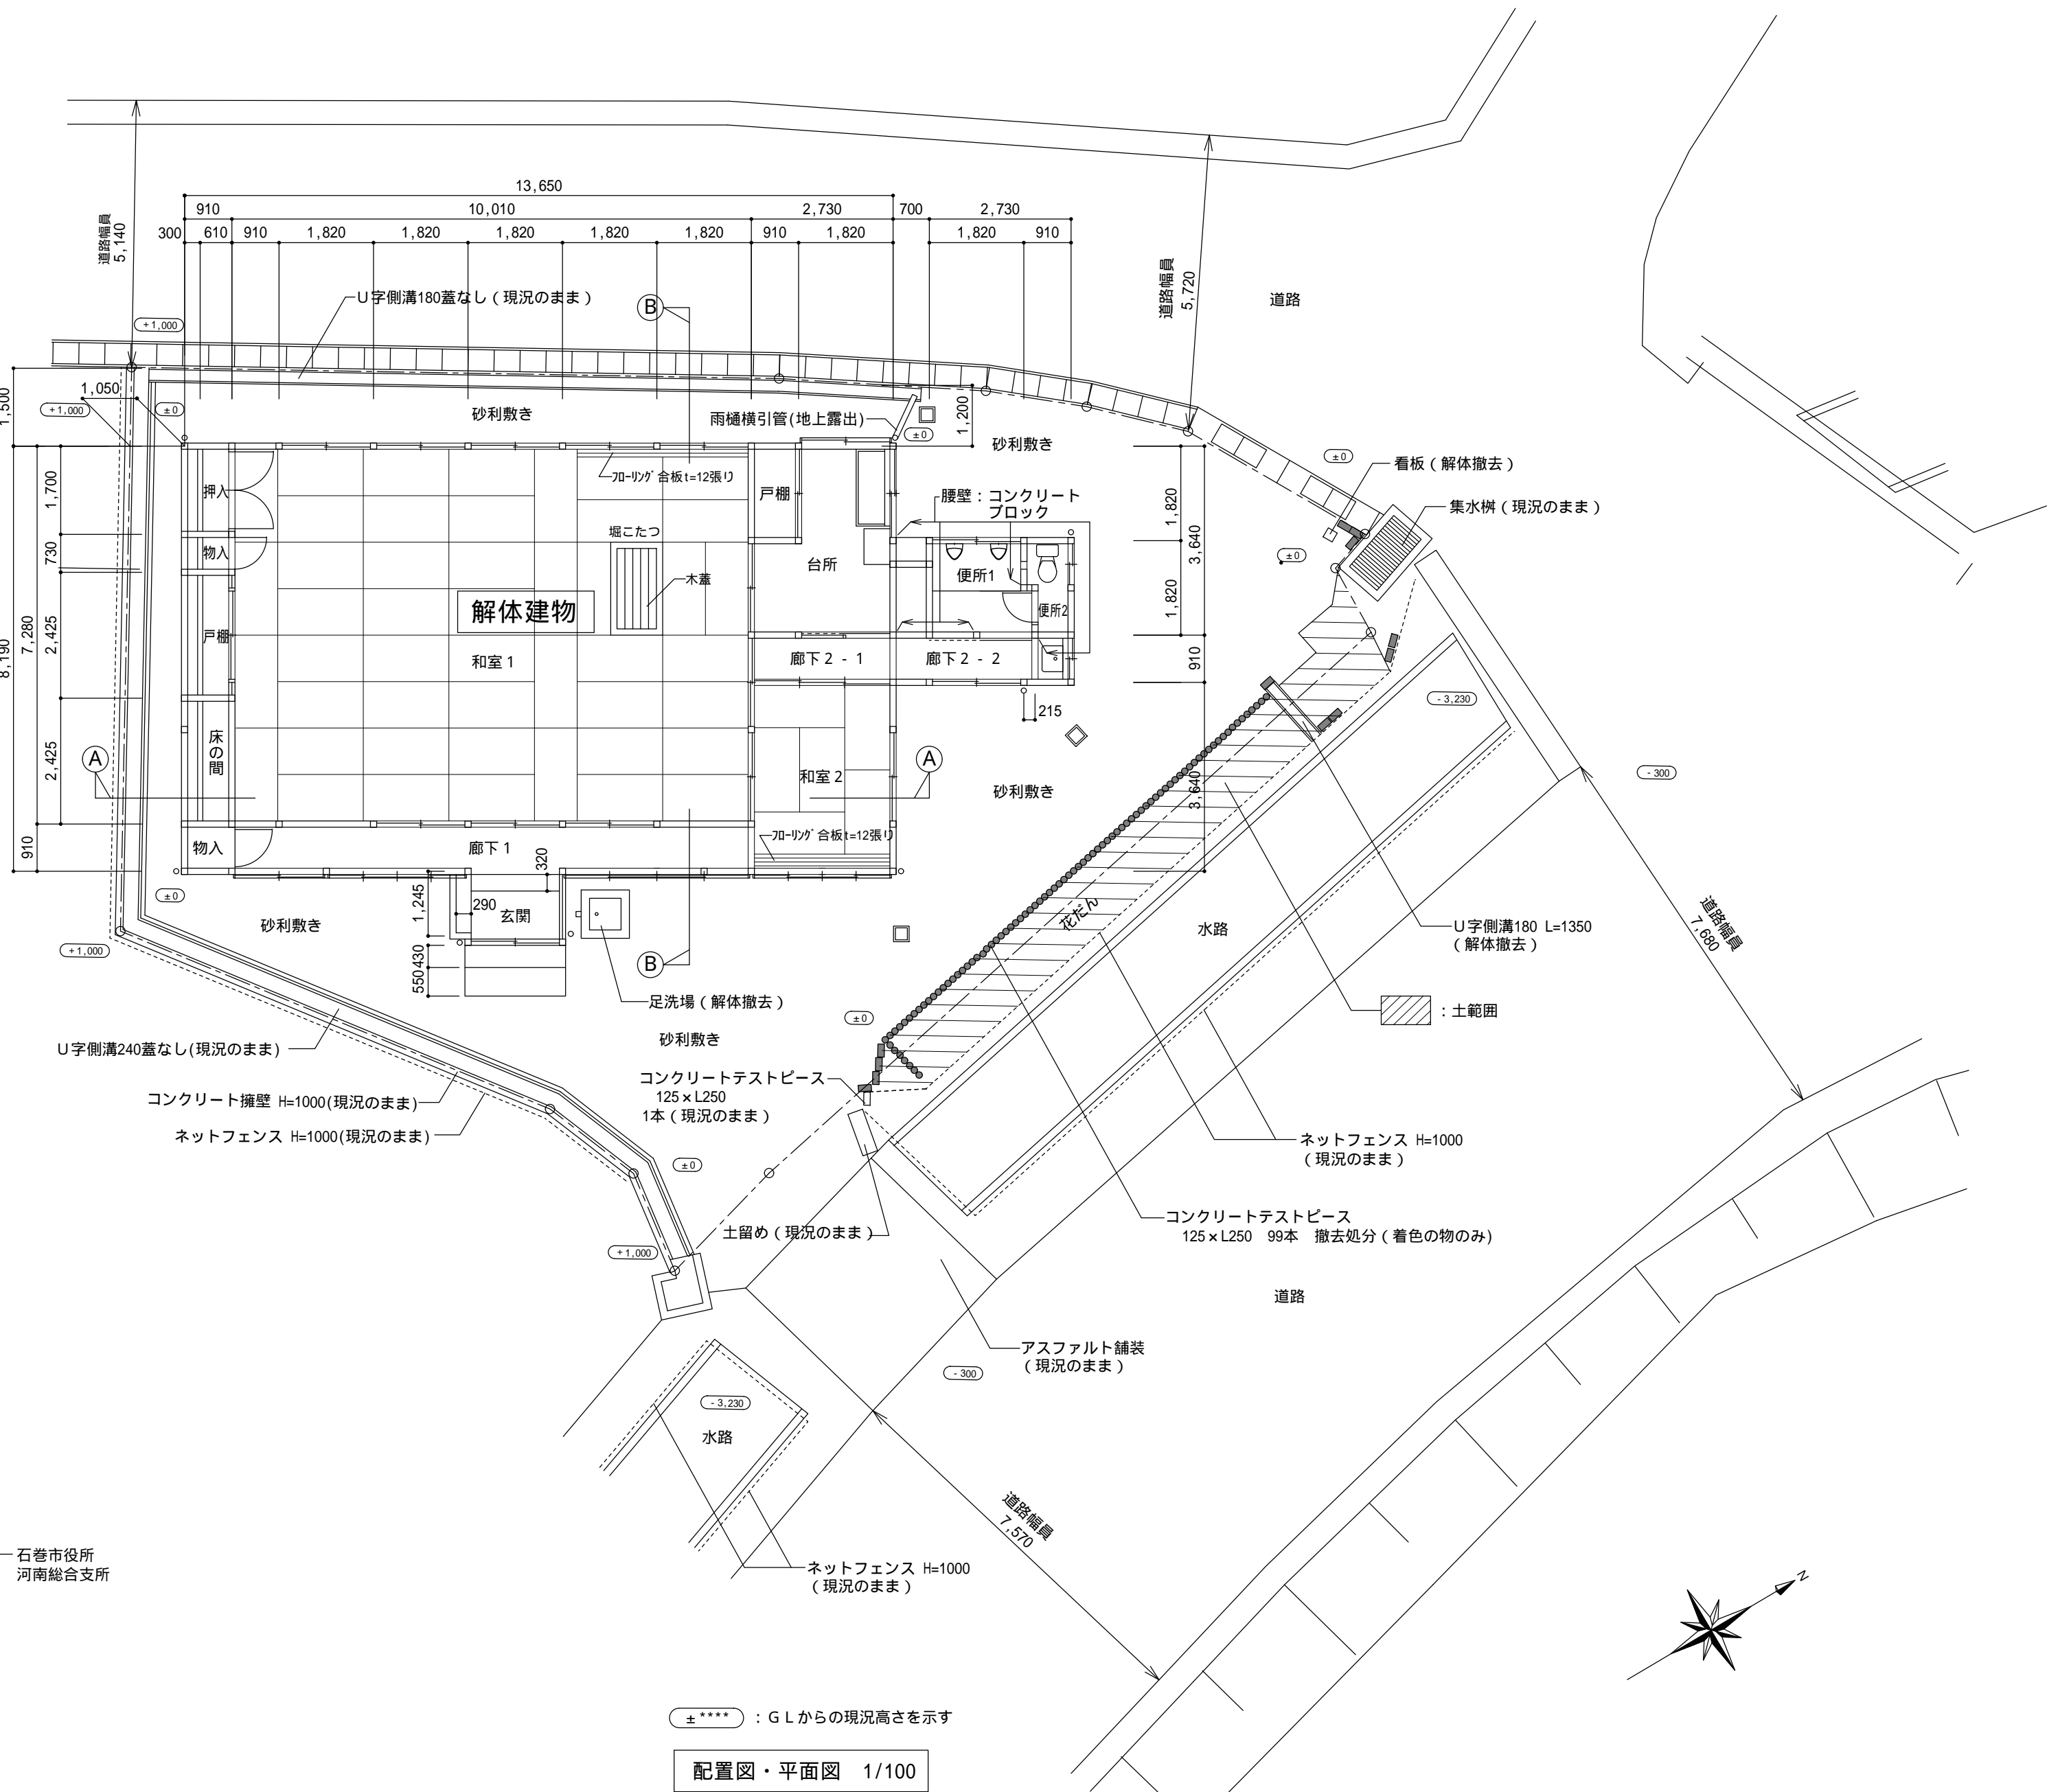 13,650
910
10,010
2,730
700
2,730
300
610
910
1,820
1,820
1,820
1,820
1,820
910
1,820
1,820
910
道路幅員
5,140
道路幅員
5,720
道路
U字側溝180蓋なし(現況のまま)
B
+1,000
1,500
1,050
+1,000
±0
砂利敷き
雨樋横引管(地上露出)
±0
1,200
砂利敷き
±0
看板(解体撤去)
集水桝(現況のまま)
±0
1,700
730
2,425
2,425
7,280
8,190
910
押入
物入
戸棚
床の間
物入
フローリング合板t=12張り
堀こたつ
木蓋
解体建物
和室1
戸棚
台所
腰壁:コンクリート
ブロック
便所1
便所2
廊下2-1
廊下2-2
1,820
3,640
1,820
910
3,640
215
和室2
フローリング合板t=12張り
A
A
砂利敷き
-3,230
-300
廊下1
320
1,245
290
玄関
430
550
±0
+1,000
砂利敷き
B
足洗場(解体撤去)
砂利敷き
±0
花だん
水路
U字側溝180 L=1350
(解体撤去)
:土範囲
道路幅員
7,680
U字側溝240蓋なし(現況のまま)
コンクリート擁壁 H=1000(現況のまま)
ネットフェンス H=1000(現況のまま)
コンクリートテストピース
125×L250
1本(現況のまま)
±0
ネットフェンス H=1000
(現況のまま)
土留め(現況のまま)
コンクリートテストピース
125×L250 99本 撤去処分(着色の物のみ)
+1,000
道路
アスファルト舗装
(現況のまま)
-300
-3,230
水路
道路幅員
7,570
ネットフェンス H=1000
(現況のまま)
石巻市役所
河南総合支所
N
±**** :GLからの現況高さを示す
配置図・平面図 1/100